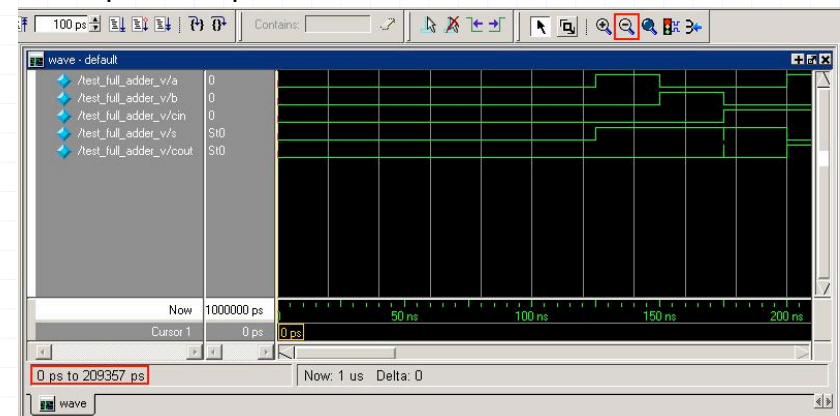 100 ps
Contains:
wave - default
/test_full_adder_v/a 0
/test_full_adder_v/b 0
/test_full_adder_v/cin 0
/test_full_adder_v/s St0
/test_full_adder_v/cout St0
Now 1000000 ps
50 ns 100 ns 150 ns 200 ns
Cursor 1 0 ps 0 ps
0 ps to 209357 ps Now: 1 us Delta: 0
wave